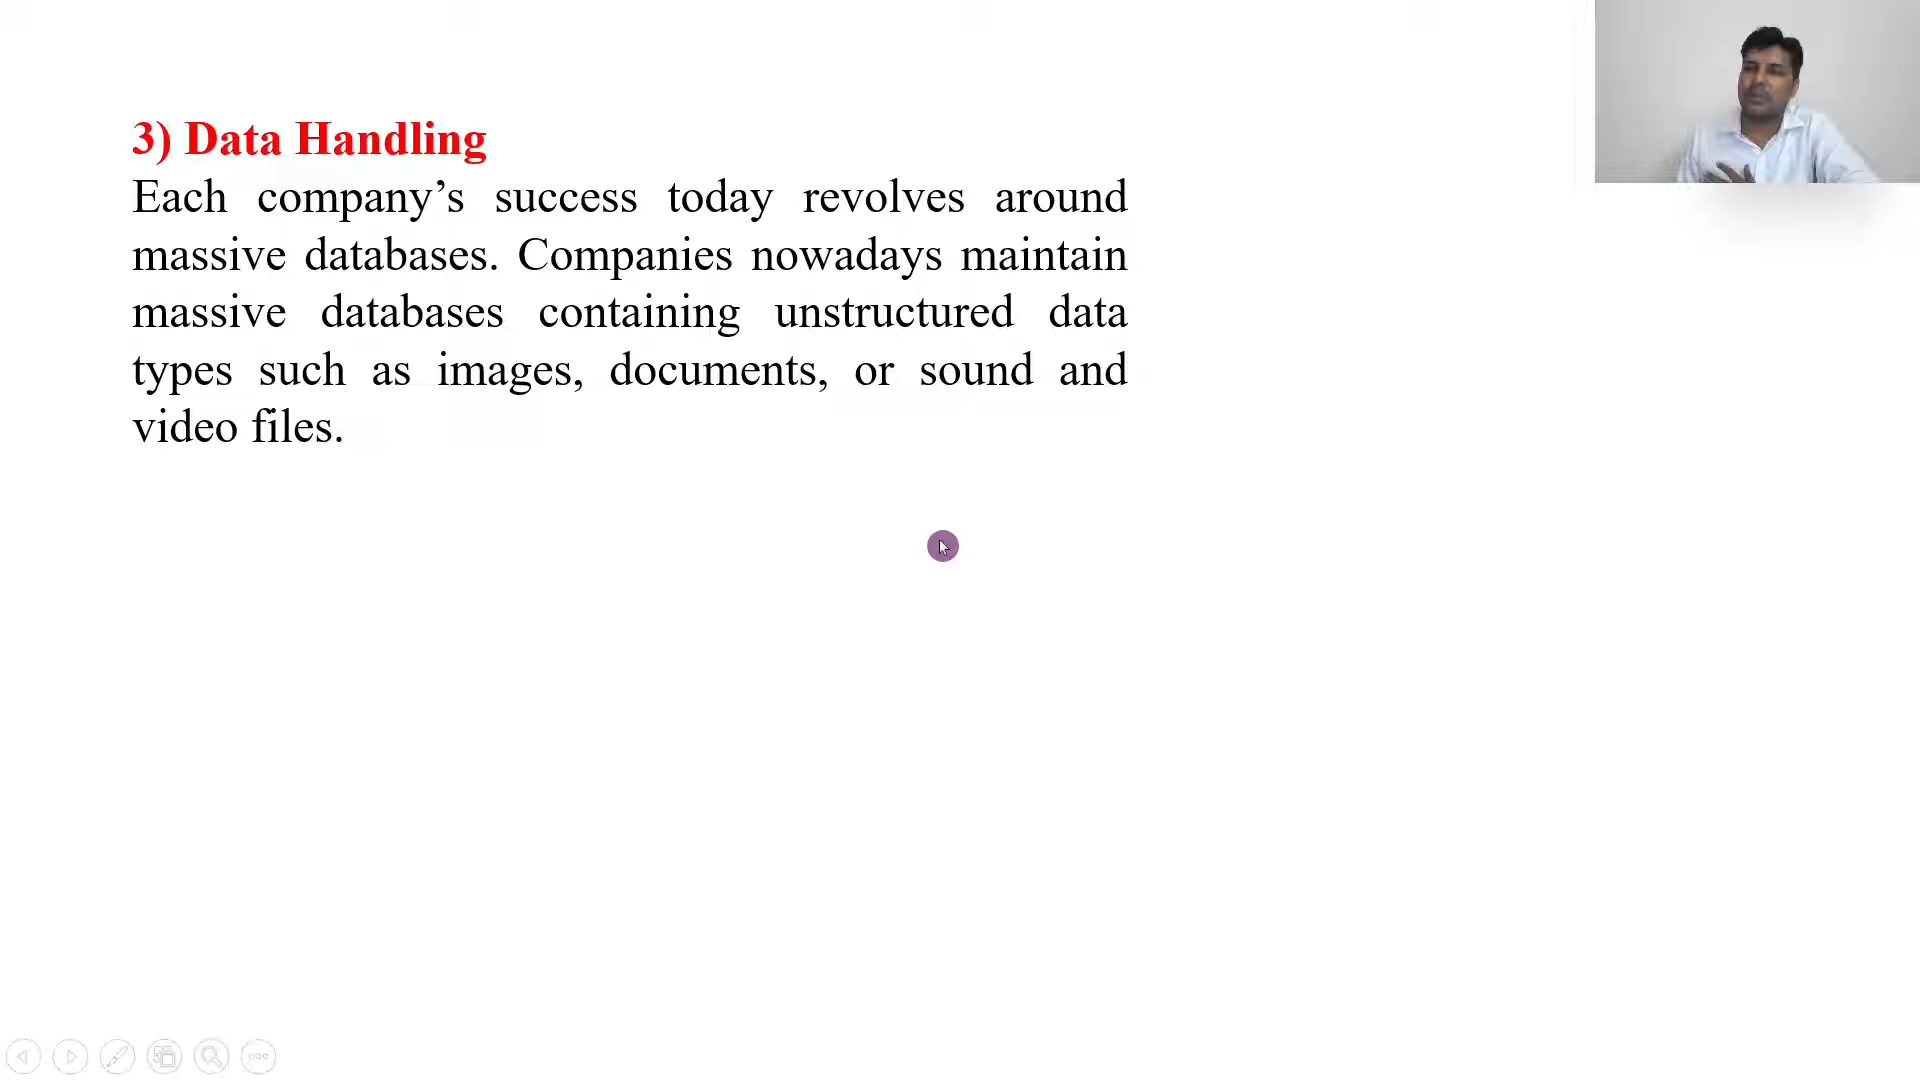 3) Data Handling
Each company’s success today revolves around
massive databases. Companies nowadays maintain
massive databases containing unstructured data
types such as images, documents, or sound and
video files.